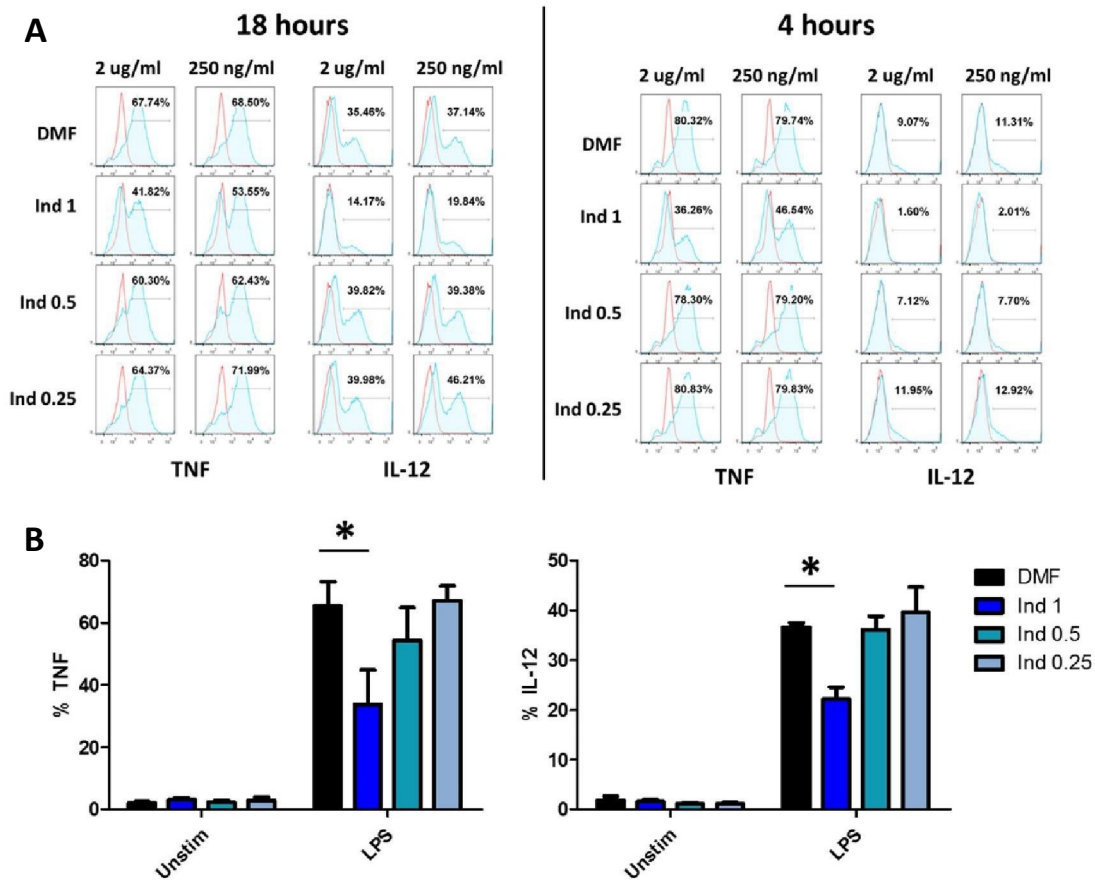 A
18 hours
4 hours
2 ug/ml 250 ng/ml 2 ug/ml 250 ng/ml
2 ug/ml 250 ng/ml 2 ug/ml 250 ng/ml
DMF 67.74% 68.50% 35.46% 37.14%
DMF 80.32% 79.74% 9.07% 11.31%
Ind 1 41.82% 53.55% 14.17% 19.84%
Ind 1 36.26% 46.54% 1.60% 2.01%
Ind 0.5 60.30% 62.43% 39.82% 39.38%
Ind 0.5 78.30% 79.20% 7.12% 7.70%
Ind 0.25 64.37% 71.99% 39.98% 46.21%
Ind 0.25 80.83% 79.83% 11.95% 12.92%
TNF IL-12
TNF IL-12
B
% TNF
80
60
40
20
0
Unstim LPS
*
% IL-12
50
40
30
20
10
0
Unstim LPS
*
DMF
Ind 1
Ind 0.5
Ind 0.25